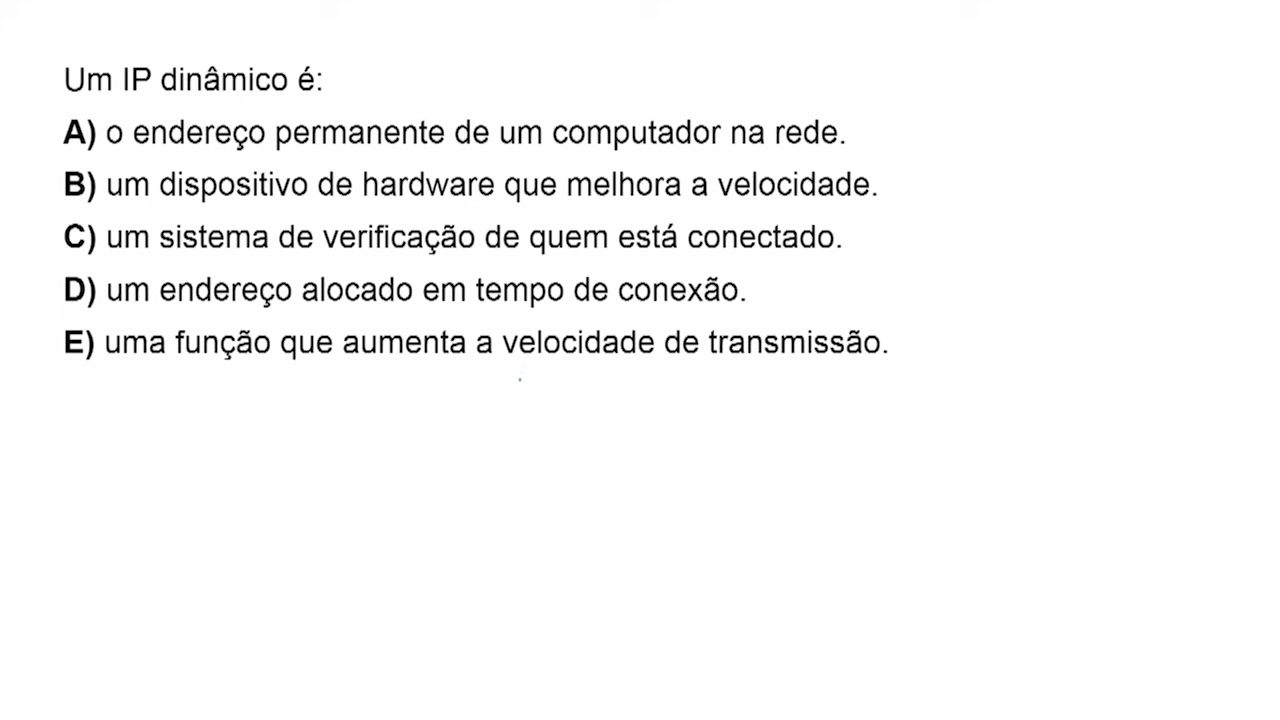 Um IP dinâmico é:
A) o endereço permanente de um computador na rede.
B) um dispositivo de hardware que melhora a velocidade.
C) um sistema de verificação de quem está conectado.
D) um endereço alocado em tempo de conexão.
E) uma função que aumenta a velocidade de transmissão.